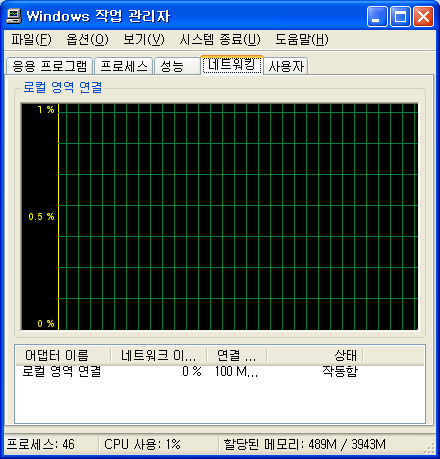 Windows 작업 관리자
파일(F) 옵션(O) 보기(V) 시스템 종료(U) 도움말(H)
응용 프로그램 프로세스 성능 네트워킹 사용자
로컬 영역 연결
1 %
0.5 %
0 %
어댑터 이름 네트워크 이... 연결 ... 상태
로컬 영역 연결 0 % 100 M... 작동함
프로세스: 46 CPU 사용: 1% 할당된 메모리: 489M / 3943M